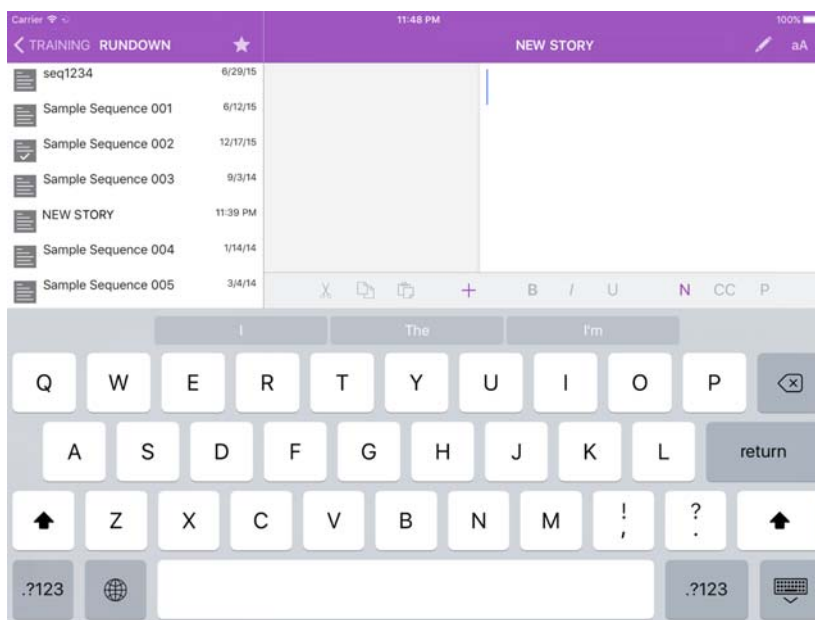 Carrier 11:48 PM 100%
TRAINING RUNDOWN NEW STORY aA
seq1234 6/29/15
Sample Sequence 001 6/12/15
Sample Sequence 002 12/17/15
Sample Sequence 003 9/3/14
NEW STORY 11:39 PM
Sample Sequence 004 1/14/14
Sample Sequence 005 3/4/14
+ B I U N CC P
I The I'm
Q W E R T Y U I O P
A S D F G H J K L return
Z X C V B N M ! , ? .
.?123 .?123